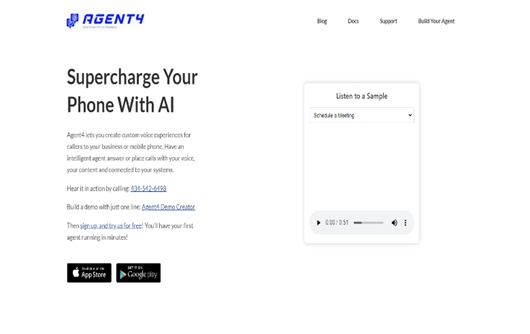 AGENT4
Blog
Docs
Support
Build Your Agent
Supercharge Your
Phone With AI
Agent4 lets you create custom voice experiences for
callers to your business or mobile phone. Have an
intelligent agent answer or place calls with your voice,
your content and connected to your systems.
Hear it in action by calling: 434-542-6498
Build a demo with just one line: Agent4 Demo Creator
Then sign up and try us for free! You'll have your first
agent running in minutes!
App Store
GET IT ON
Google play
Listen to a Sample
Schedule a Meeting
0:00 / 0:51